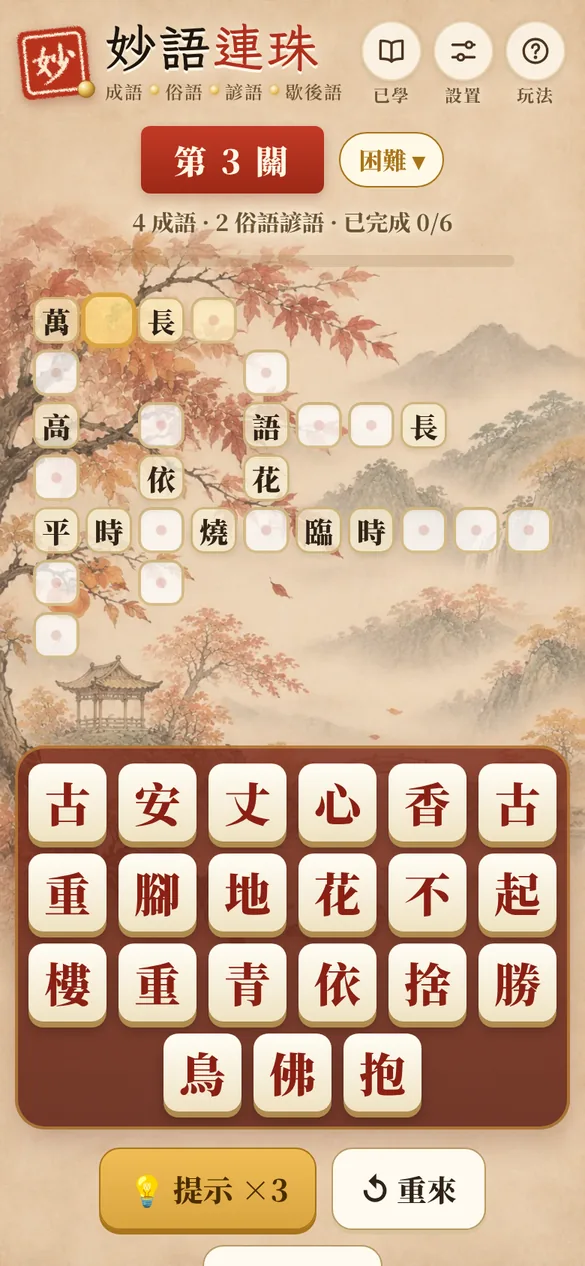 妙
妙語連珠
成語 俗語 諺語 歇後語
已學 設置 玩法
第 3 關
困難 ▾
4 成語 · 2 俗語諺語 · 已完成 0/6
萬 長
高 語 長
依 花
平 時 燒 臨 時
古 安 丈 心 香 古
重 腳 地 花 不 起
樓 重 青 依 捨 勝
鳥 佛 抱
提示 ×3
重來